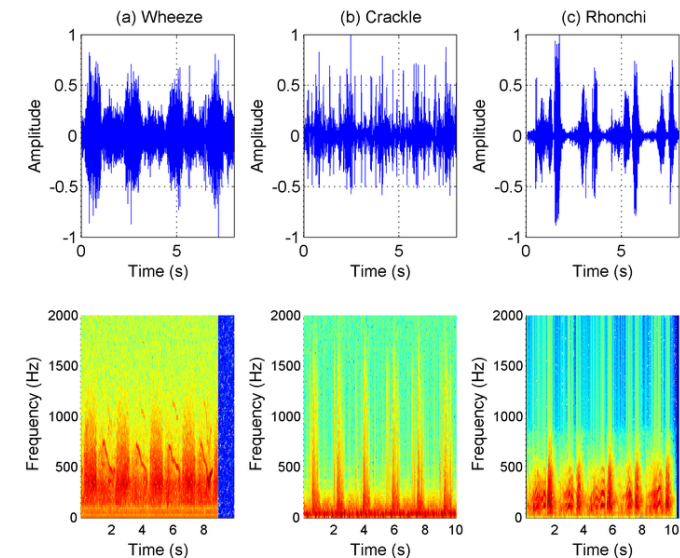 (a) Wheeze
(b) Crackle
(c) Rhonchi
1
0.5
0
-0.5
-1
Amplitude
0
5
Time (s)
1
0.5
0
-0.5
-1
Amplitude
0
5
Time (s)
1
0.5
0
-0.5
-1
Amplitude
0
5
Time (s)
2000
1500
1000
500
0
Frequency (Hz)
2 4 6 8
Time (s)
2000
1500
1000
500
0
Frequency (Hz)
2 4 6 8 10
Time (s)
2000
1500
1000
500
0
Frequency (Hz)
2 4 6 8 10
Time (s)